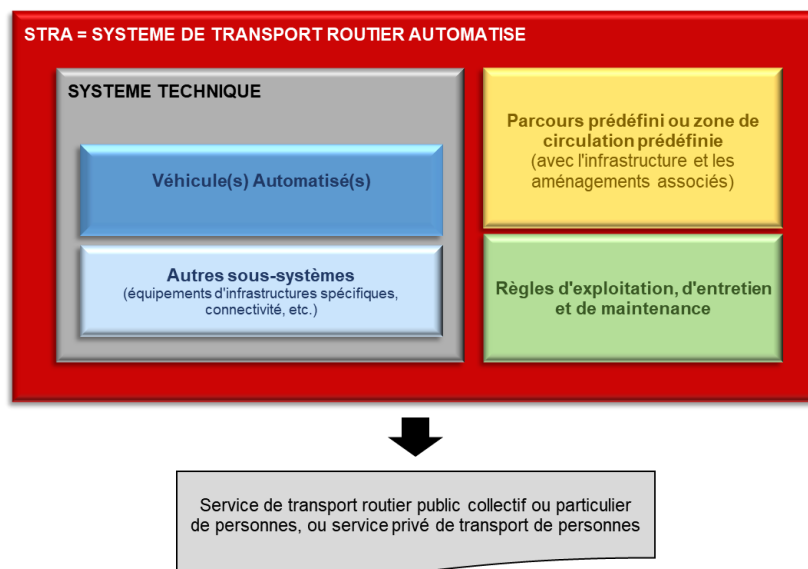 STRA = SYSTEME DE TRANSPORT ROUTIER AUTOMATISE
SYSTEME TECHNIQUE
Véhicule(s) Automatisé(s)
Autres sous-systèmes
(équipements d'infrastructures spécifiques,
connectivité, etc.)
Parcours prédéfini ou zone de
circulation prédéfinie
(avec l'infrastructure et les
aménagements associés)
Règles d'exploitation, d'entretien
et de maintenance
Service de transport routier public collectif ou particulier
de personnes, ou service privé de transport de personnes